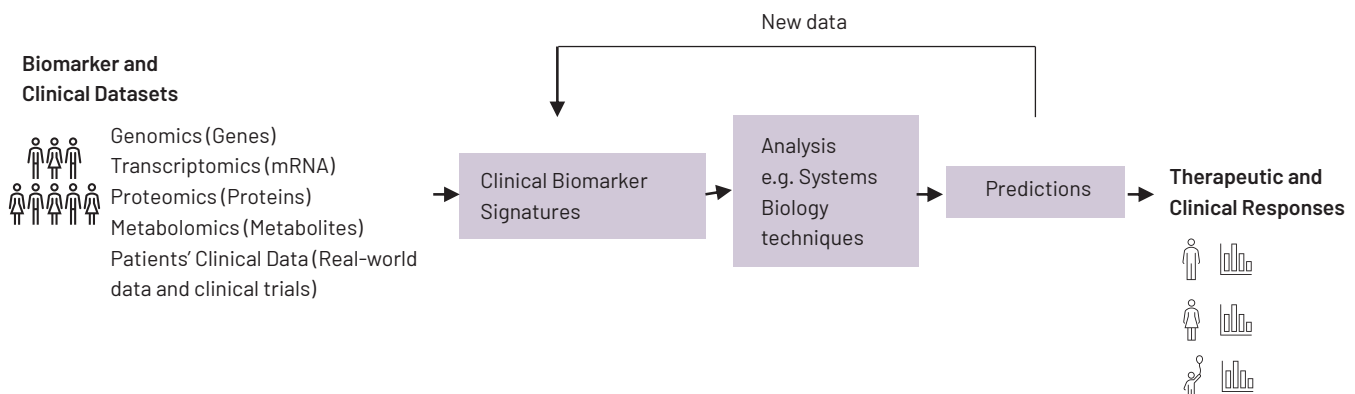 New data
Biomarker and
Clinical Datasets
Genomics (Genes)
Transcriptomics (mRNA)
Proteomics (Proteins)
Metabolomics (Metabolites)
Patients’ Clinical Data (Real-world
data and clinical trials)
Clinical Biomarker
Signatures
Analysis
e.g. Systems
Biology
techniques
Predictions
Therapeutic and
Clinical Responses